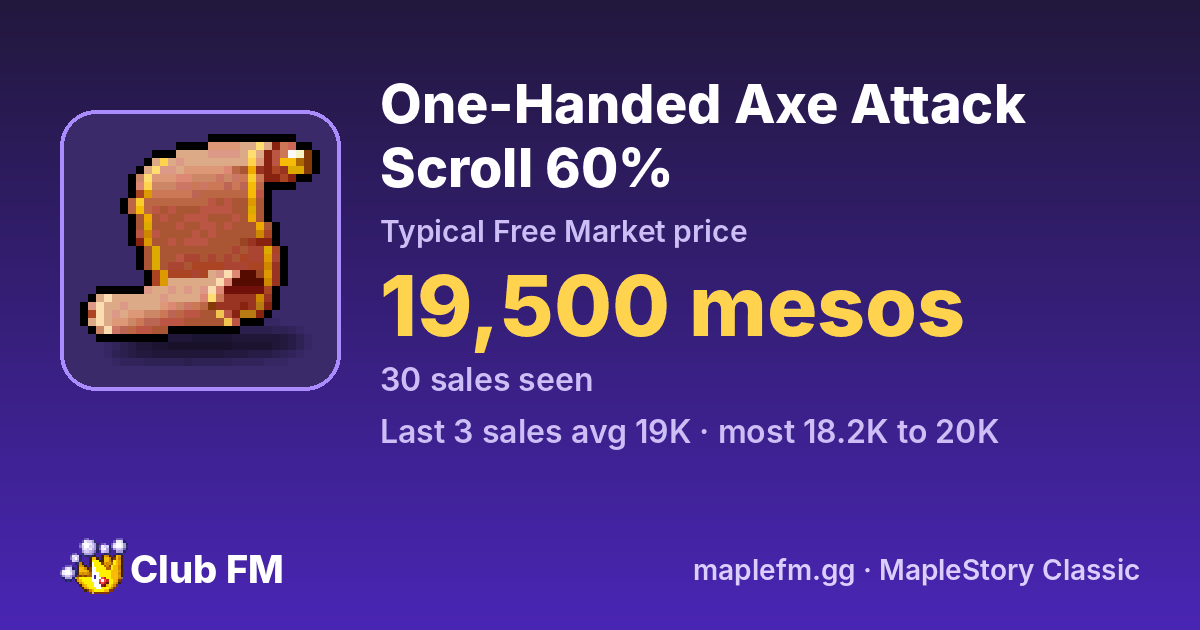 One-Handed Axe Attack
Scroll 60%
Typical Free Market price
19,500 mesos
30 sales seen
Last 3 sales avg 19K · most 18.2K to 20K
Club FM
maplefm.gg · MapleStory Classic